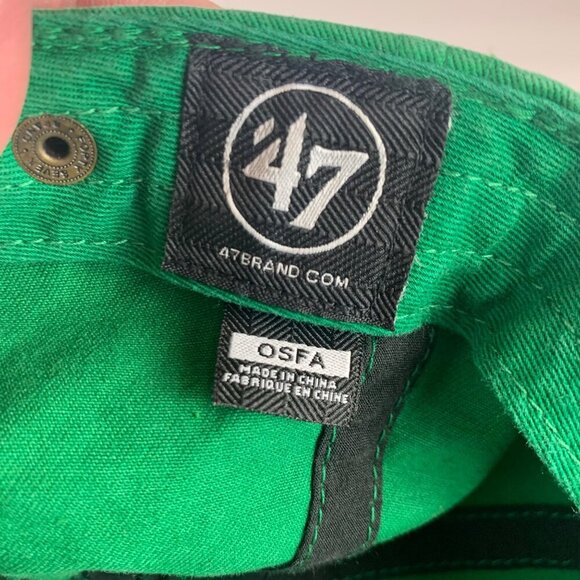 '47
47BRAND.COM
OSFA
MADE IN CHINA
FABRIQUE EN CHINE